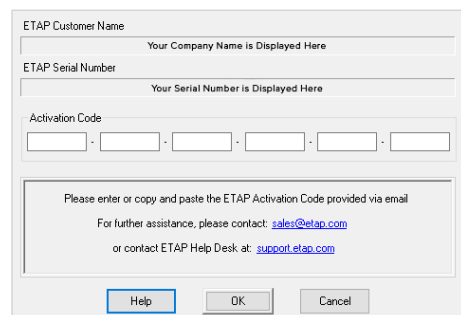 ETAP Customer Name
Your Company Name is Displayed Here
ETAP Serial Number
Your Serial Number is Displayed Here
Activation Code
- - - - -
Please enter or copy and paste the ETAP Activation Code provided via email
For further assistance, please contact: sales@etap.com
or contact ETAP Help Desk at: support.etap.com
Help OK Cancel